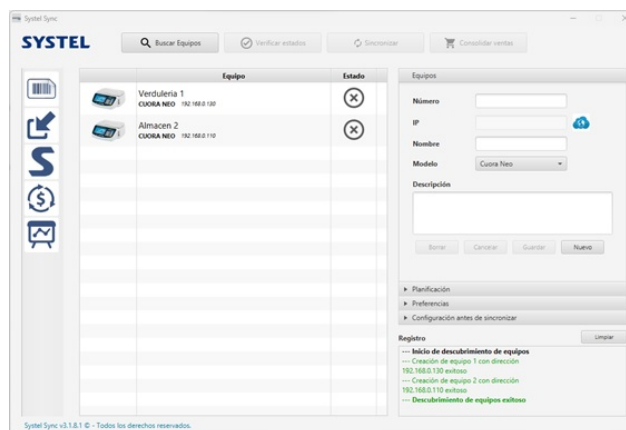 Systel Sync
SYSTEL
Buscar Equipos
Verificar estados
Sincronizar
Consolidar ventas
Equipo
Estado
Verduleria 1
CUORA NEO 192.168.0.130
Almacen 2
CUORA NEO 192.168.0.110
Equipos
Número
IP
Nombre
Modelo
Cuora Neo
Descripción
Borrar
Cancelar
Guardar
Nuevo
Planificación
Preferencias
Configuración antes de sincronizar
Registro
Limpiar
--- Inicio de descubrimiento de equipos
--- Creación de equipo 1 con dirección
192.168.0.130 exitoso
--- Creación de equipo 2 con dirección
192.168.0.110 exitoso
--- Descubrimiento de equipos exitoso
Systel Sync v3.1.8.1 © - Todos los derechos reservados.